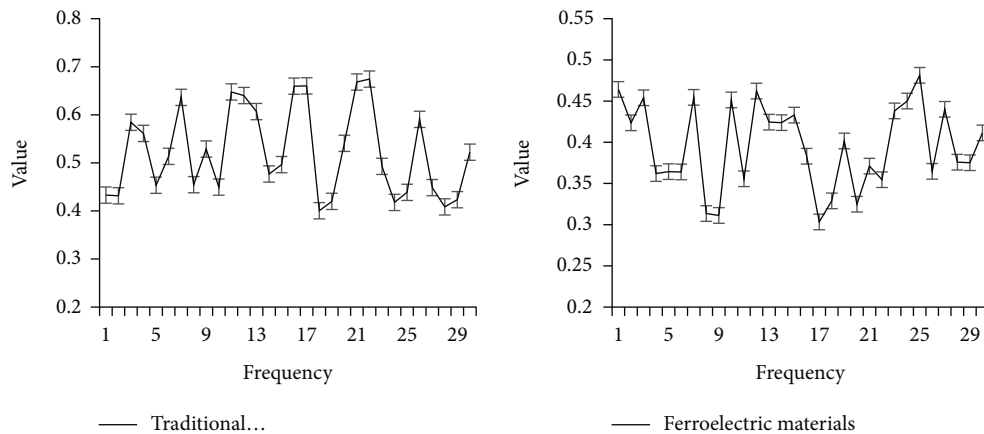 0.8
0.7
0.6
0.5
0.4
0.3
0.2
Value
1 5 9 13 17 21 25 29
Frequency
Traditional…
0.55
0.5
0.45
0.4
0.35
0.3
0.25
0.2
Value
1 5 9 13 17 21 25 29
Frequency
Ferroelectric materials